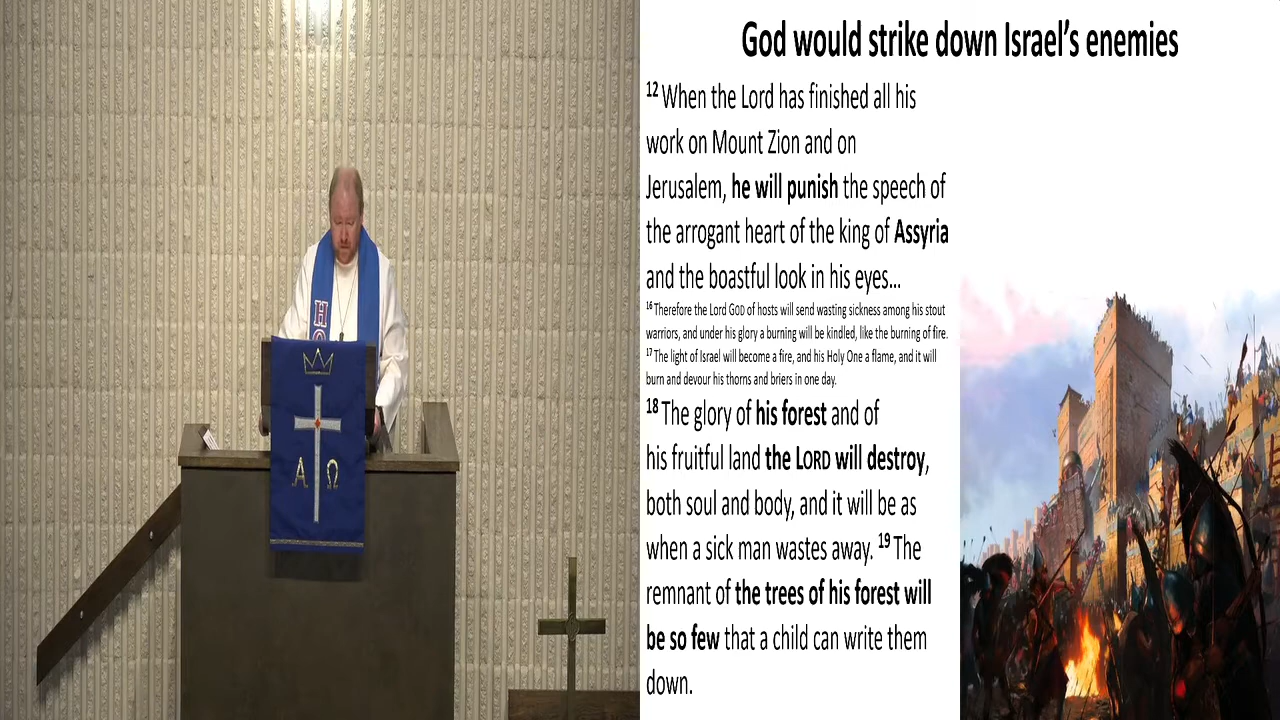 God would strike down Israel's enemies
12 When the Lord has finished all his
work on Mount Zion and on
Jerusalem, he will punish the speech of
the arrogant heart of the king of Assyria
and the boastful look in his eyes...
16 Therefore the Lord GOD of hosts will send wasting sickness among his stout
warriors, and under his glory a burning will be kindled, like the burning of fire.
17 The light of Israel will become a fire, and his Holy One a flame, and it will
burn and devour his thorns and briers in one day.
18 The glory of his forest and of
his fruitful land the LORD will destroy,
both soul and body, and it will be as
when a sick man wastes away. 19 The
remnant of the trees of his forest will
be so few that a child can write them
down.
H
Α Ω